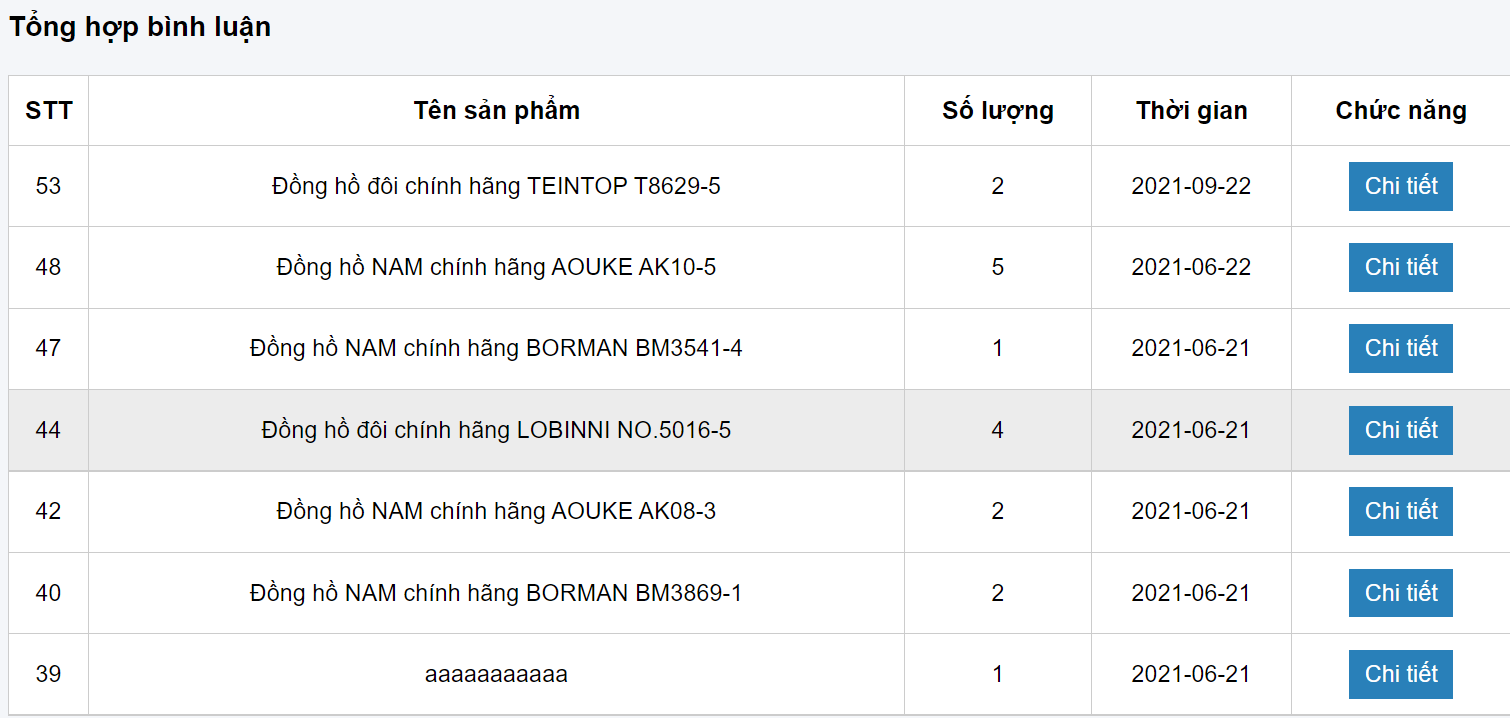 Tổng hợp bình luận
STT Tên sản phẩm Số lượng Thời gian Chức năng
53 Đồng hồ đôi chính hãng TEINTOP T8629-5 2 2021-09-22 Chi tiết
48 Đồng hồ NAM chính hãng AOUKE AK10-5 5 2021-06-22 Chi tiết
47 Đồng hồ NAM chính hãng BORMAN BM3541-4 1 2021-06-21 Chi tiết
44 Đồng hồ đôi chính hãng LOBINNI NO.5016-5 4 2021-06-21 Chi tiết
42 Đồng hồ NAM chính hãng AOUKE AK08-3 2 2021-06-21 Chi tiết
40 Đồng hồ NAM chính hãng BORMAN BM3869-1 2 2021-06-21 Chi tiết
39 aaaaaaaaaaa 1 2021-06-21 Chi tiết